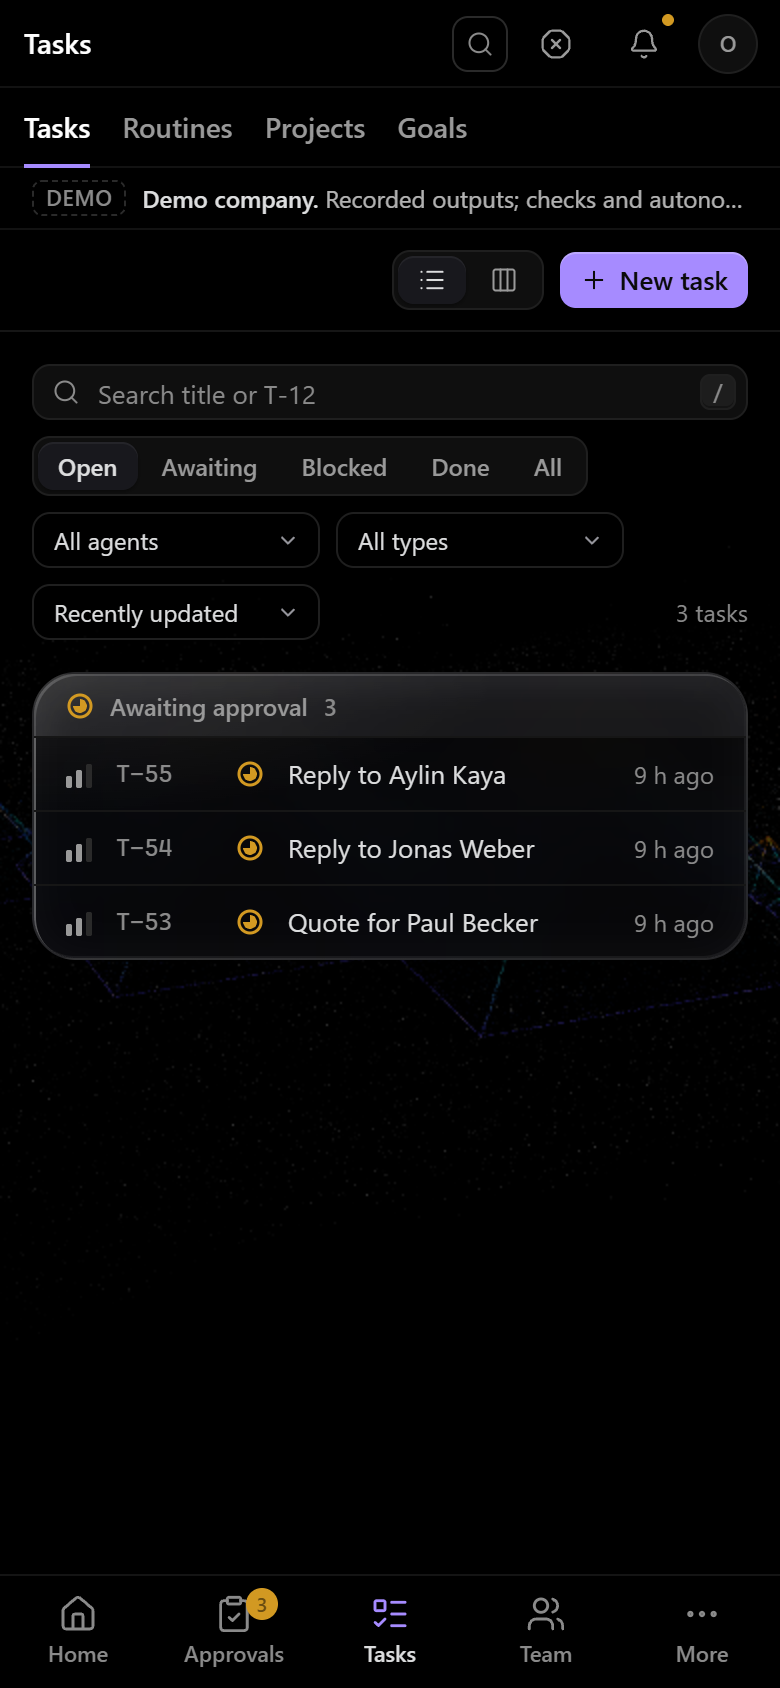 Tasks
O
Tasks Routines Projects Goals
DEMO Demo company. Recorded outputs; checks and autono...
+ New task
Search title or T-12 /
Open Awaiting Blocked Done All
All agents All types
Recently updated 3 tasks
Awaiting approval 3
T-55 Reply to Aylin Kaya 9 h ago
T-54 Reply to Jonas Weber 9 h ago
T-53 Quote for Paul Becker 9 h ago
3
Home Approvals Tasks Team More